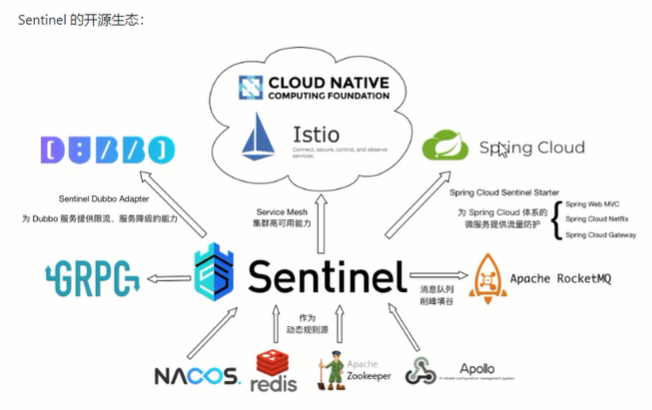 Sentinel 的开源生态：
CLOUD NATIVE
COMPUTING FOUNDATION
Istio
Connect, secure, control, and observe
services.
DUBBO
Spring Cloud
Sentinel Dubbo Adapter
为 Dubbo 服务提供限流、服务降级的能力
Service Mesh
集群高可用能力
Spring Cloud Sentinel Starter
为 Spring Cloud 体系的
微服务提供流量防护
Spring Web MVC
Spring Cloud Netflix
Spring Cloud Gateway
GRPC
Sentinel
消息队列
削峰填谷
Apache RocketMQ
作为
动态规则源
NACOS.
redis
Apache
Zookeeper
Apollo
A reliable configuration management system